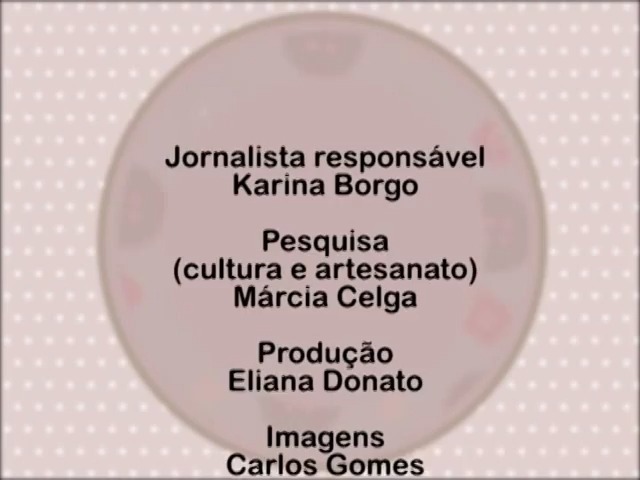 Jornalista responsável
Karina Borgo
Pesquisa
(cultura e artesanato)
Márcia Celga
Produção
Eliana Donato
Imagens
Carlos Gomes